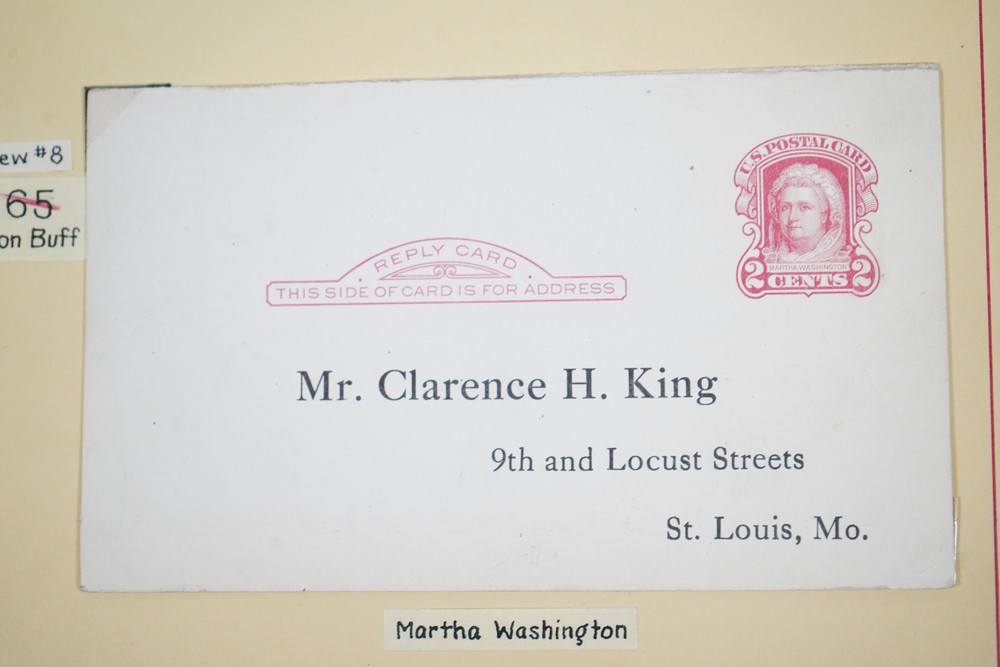 ew #8
65
on Buff
U.S. POSTAL CARD
MARTHA WASHINGTON
2 CENTS 2
REPLY CARD
THIS SIDE OF CARD IS FOR ADDRESS
Mr. Clarence H. King
9th and Locust Streets
St. Louis, Mo.
Martha Washington